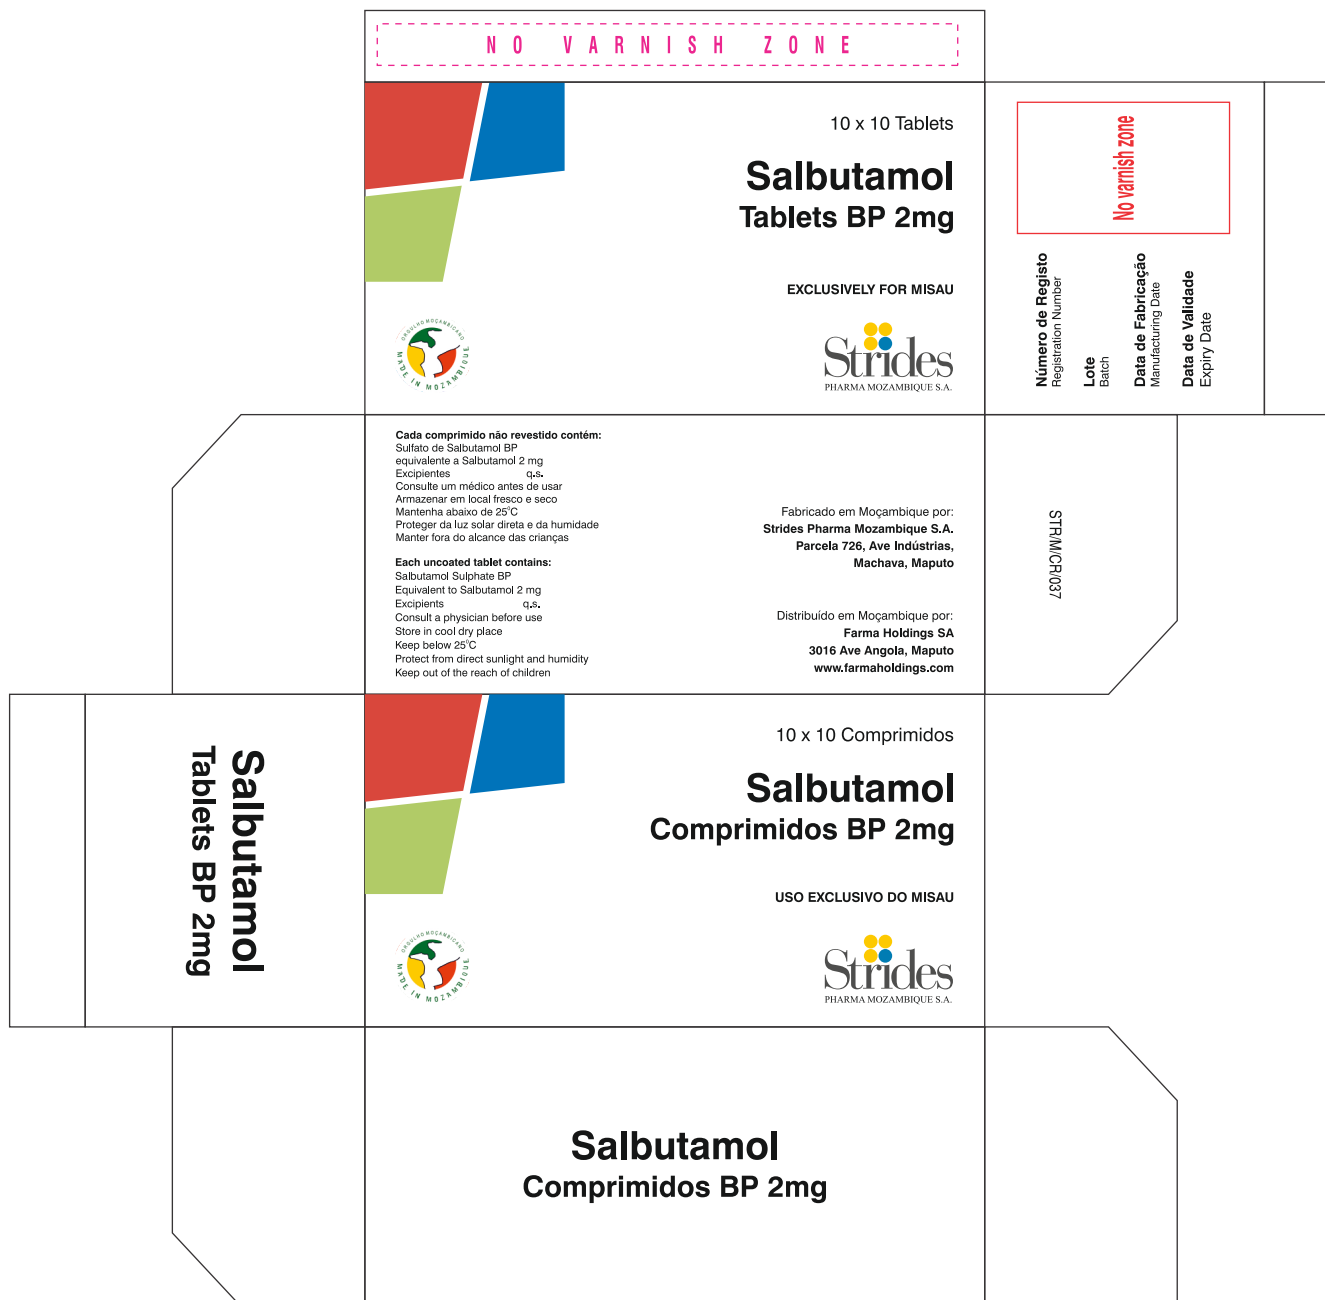 NO VARNISH ZONE
10 x 10 Tablets
Salbutamol
Tablets BP 2mg
EXCLUSIVELY FOR MISAU
ORGULHO MOÇAMBICANO
MADE IN MOZAMBIQUE
Strides
PHARMA MOZAMBIQUE S.A.
No varnish zone
Número de Registo
Registration Number
Lote
Batch
Data de Fabricação
Manufacturing Date
Data de Validade
Expiry Date
Cada comprimido não revestido contém:
Sulfato de Salbutamol BP
equivalente a Salbutamol 2 mg
Excipientes q.s.
Consulte um médico antes de usar
Armazenar em local fresco e seco
Mantenha abaixo de 25°C
Proteger da luz solar direta e da humidade
Manter fora do alcance das crianças
Each uncoated tablet contains:
Salbutamol Sulphate BP
Equivalent to Salbutamol 2 mg
Excipients q.s.
Consult a physician before use
Store in cool dry place
Keep below 25°C
Protect from direct sunlight and humidity
Keep out of the reach of children
Fabricado em Moçambique por:
Strides Pharma Mozambique S.A.
Parcela 726, Ave Indústrias,
Machava, Maputo
Distribuído em Moçambique por:
Farma Holdings SA
3016 Ave Angola, Maputo
www.farmaholdings.com
STR/M/CR/037
Salbutamol
Tablets BP 2mg
10 x 10 Comprimidos
Salbutamol
Comprimidos BP 2mg
USO EXCLUSIVO DO MISAU
ORGULHO MOÇAMBICANO
MADE IN MOZAMBIQUE
Strides
PHARMA MOZAMBIQUE S.A.
Salbutamol
Comprimidos BP 2mg